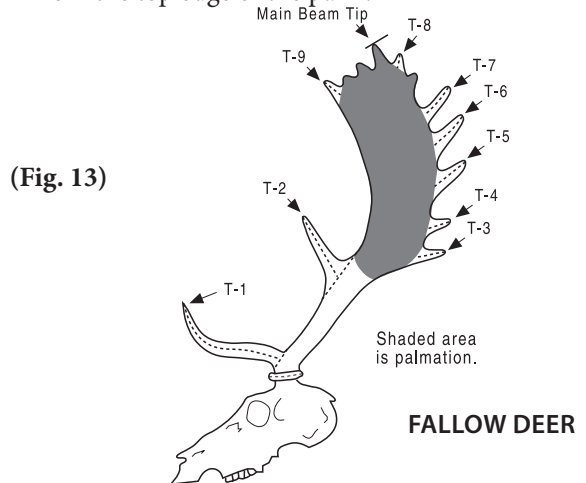 Main Beam Tip
T-8
T-9
T-7
T-6
T-5
(Fig. 13)
T-2
T-4
T-3
T-1
Shaded area
is palmation.
FALLOW DEER